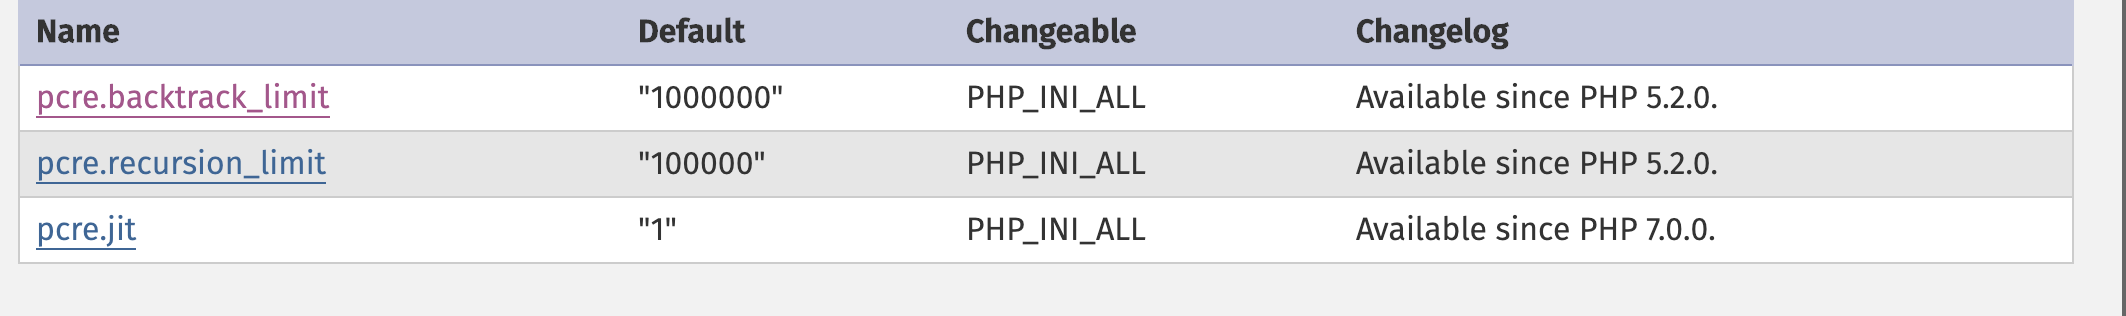 Name Default Changeable Changelog
pcre.backtrack_limit "1000000" PHP_INI_ALL Available since PHP 5.2.0.
pcre.recursion_limit "100000" PHP_INI_ALL Available since PHP 5.2.0.
pcre.jit "1" PHP_INI_ALL Available since PHP 7.0.0.